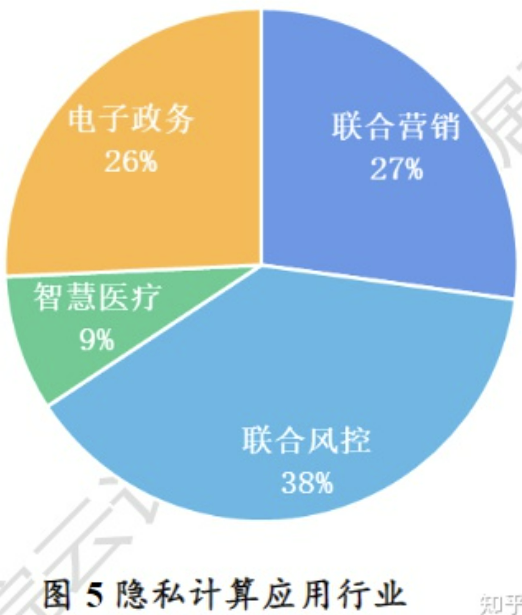 电子政务
26%
联合营销
27%
智慧医疗
9%
联合风控
38%
图 5 隐私计算应用行业
知乎